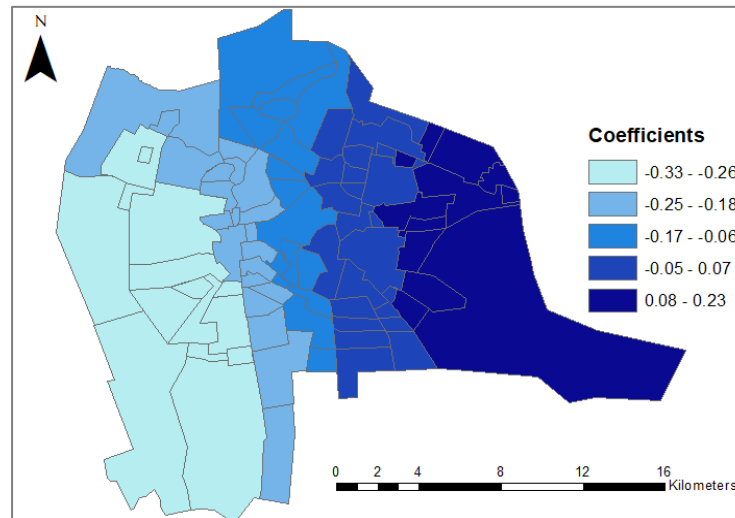 N
Coefficients
-0.33 - -0.26
-0.25 - -0.18
-0.17 - -0.06
-0.05 - 0.07
0.08 - 0.23
0 2 4 8 12 16
Kilometers